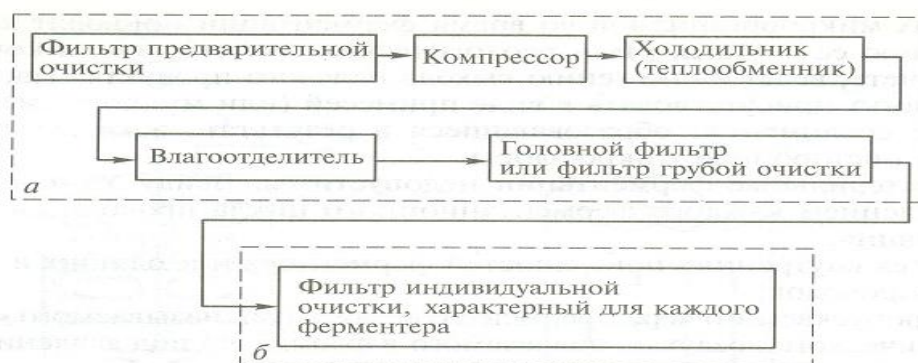 Фильтр предварительной
очистки
Компрессор
Холодильник
(теплообменник)
Влагоотделитель
Головной фильтр
или фильтр грубой очистки
а
Фильтр индивидуальной
очистки, характерный для каждого
ферментера
б